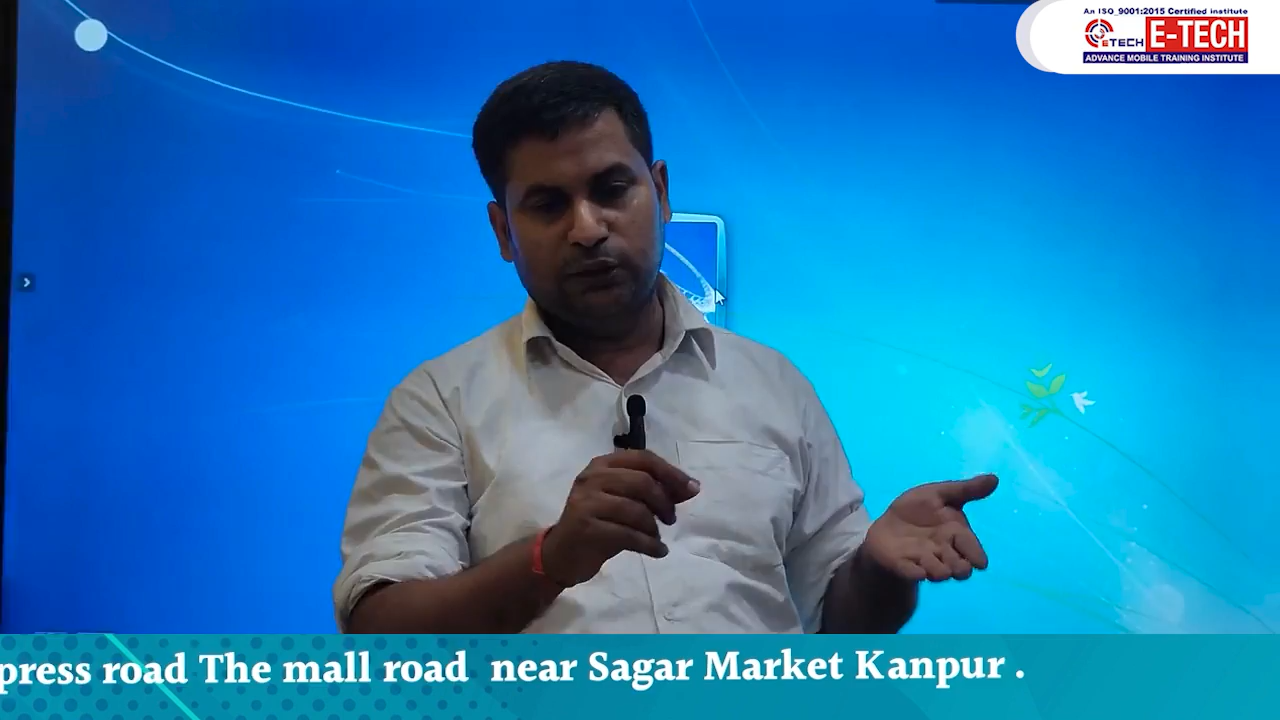 An ISO 9001:2015 Certified institute
ETECH E-TECH
ADVANCE MOBILE TRAINING INSTITUTE
press road The mall road near Sagar Market Kanpur .